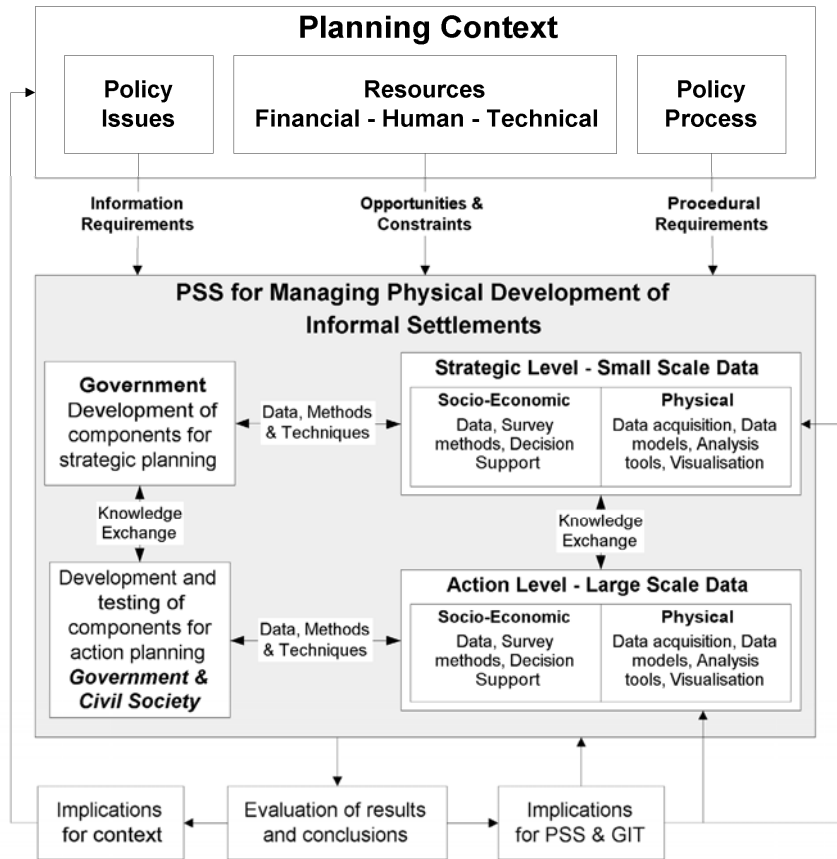 Planning Context
Policy
Issues
Resources
Financial - Human - Technical
Policy
Process
Information
Requirements
Opportunities &
Constraints
Procedural
Requirements
PSS for Managing Physical Development of
Informal Settlements
Government
Development of
components for
strategic planning
Data, Methods
& Techniques
Strategic Level - Small Scale Data
Socio-Economic
Data, Survey
methods, Decision
Support
Physical
Data acquisition, Data
models, Analysis
tools, Visualisation
Knowledge
Exchange
Knowledge
Exchange
Development and
testing of
components for
action planning
Government &
Civil Society
Data, Methods
& Techniques
Action Level - Large Scale Data
Socio-Economic
Data, Survey
methods, Decision
Support
Physical
Data acquisition, Data
models, Analysis
tools, Visualisation
Implications
for context
Evaluation of results
and conclusions
Implications
for PSS & GIT